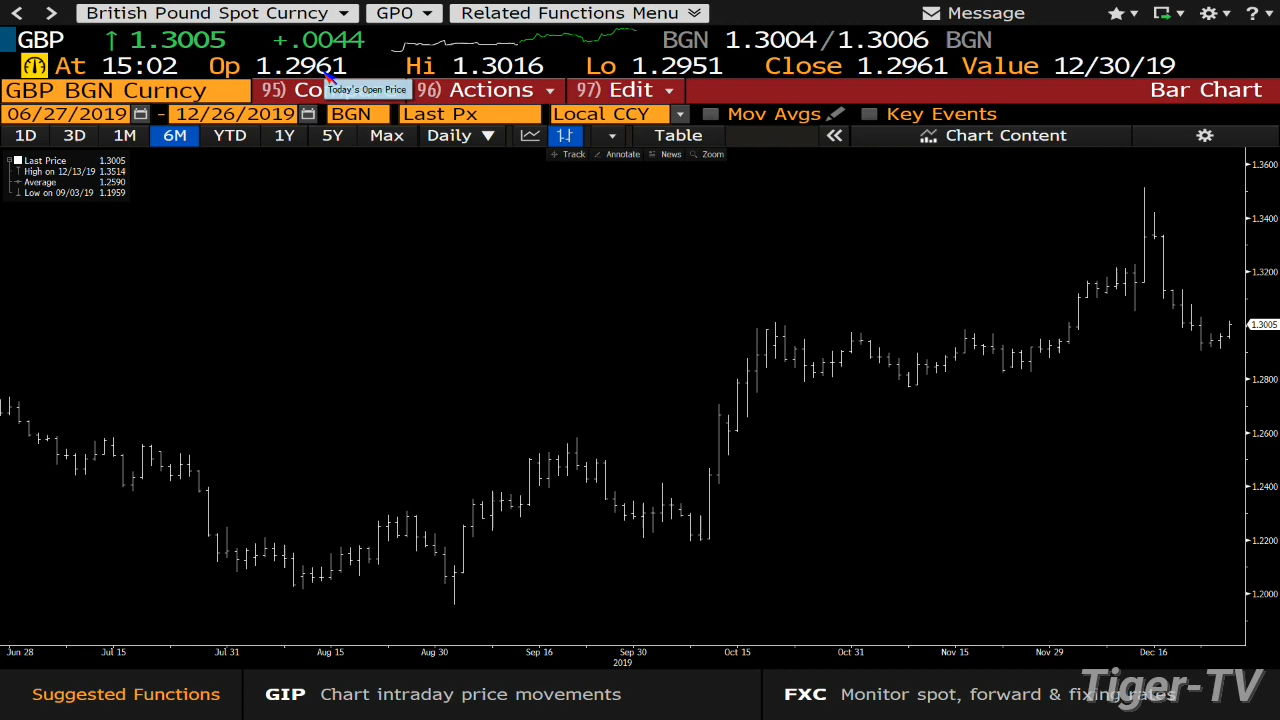 British Pound Spot Curncy GPO Related Functions Menu Message ?
GBP ↑ 1.3005 +.0044 BGN 1.3004/1.3006 BGN
At 15:02 Op 1.2961 Hi 1.3016 Lo 1.2951 Close 1.2961 Value 12/30/19
GBP BGN Curncy 95) Co Today's Open Price 96) Actions 97) Edit Bar Chart
06/27/2019 - 12/26/2019 BGN Last Px Local CCY Mov Avgs Key Events
1D 3D 1M 6M YTD 1Y 5Y Max Daily ▼ Table « Chart Content
Track Annotate News Zoom
Last Price 1.3005
High on 12/13/19 1.3514
Average 1.2590
Low on 09/03/19 1.1959
1.3600
1.3400
1.3200
1.3005
1.2800
1.2600
1.2400
1.2200
1.2000
Jun 28 Jul 15 Jul 31 Aug 15 Aug 30 Sep 16 Sep 30 Oct 15 Oct 31 Nov 15 Nov 29 Dec 16
2019
Suggested Functions GIP Chart intraday price movements FXC Monitor spot, forward & fixing rates
Tiger-TV